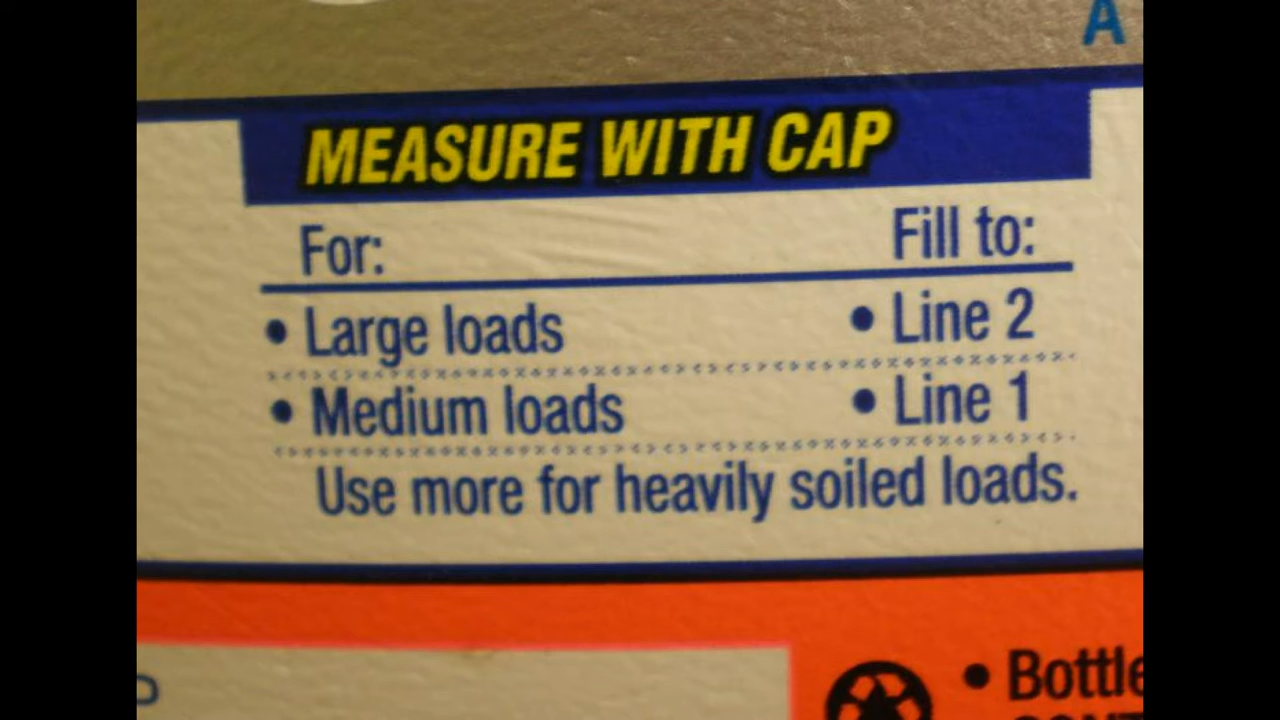 A
MEASURE WITH CAP
For: Fill to:
• Large loads • Line 2
• Medium loads • Line 1
Use more for heavily soiled loads.
• Bottle